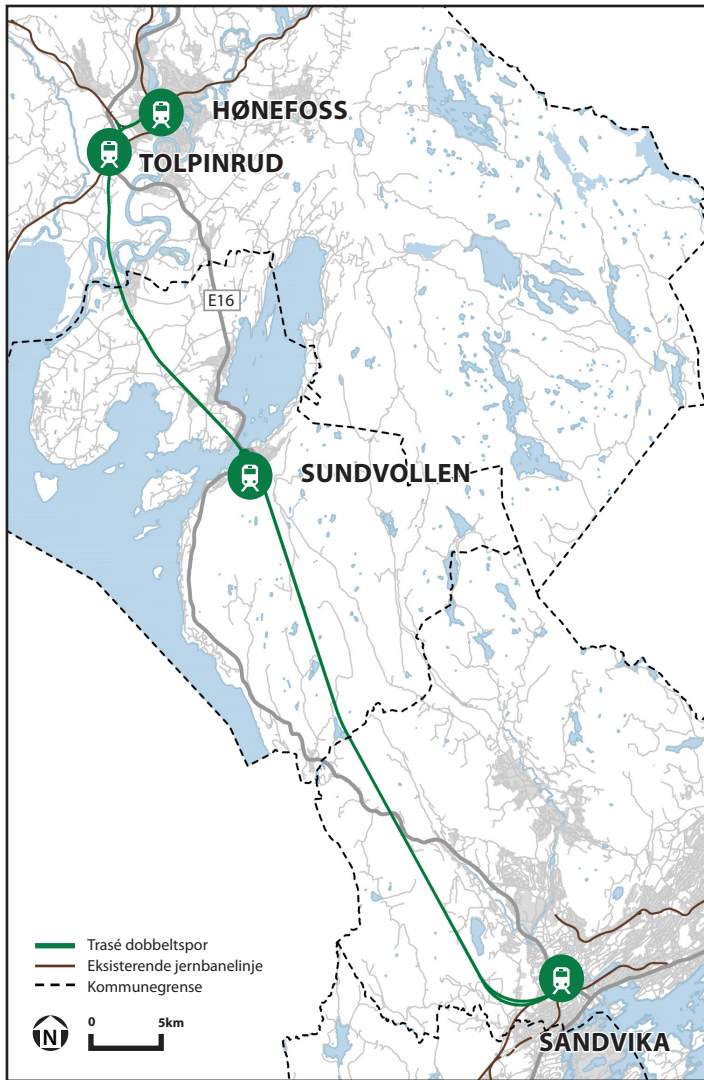 HØNEFOSS
TOLPINRUD
E16
SUNDVOLLEN
Trasé dobbeltspor
Eksisterende jernbanelinje
Kommunegrense
N
0 5km
SANDVIKA